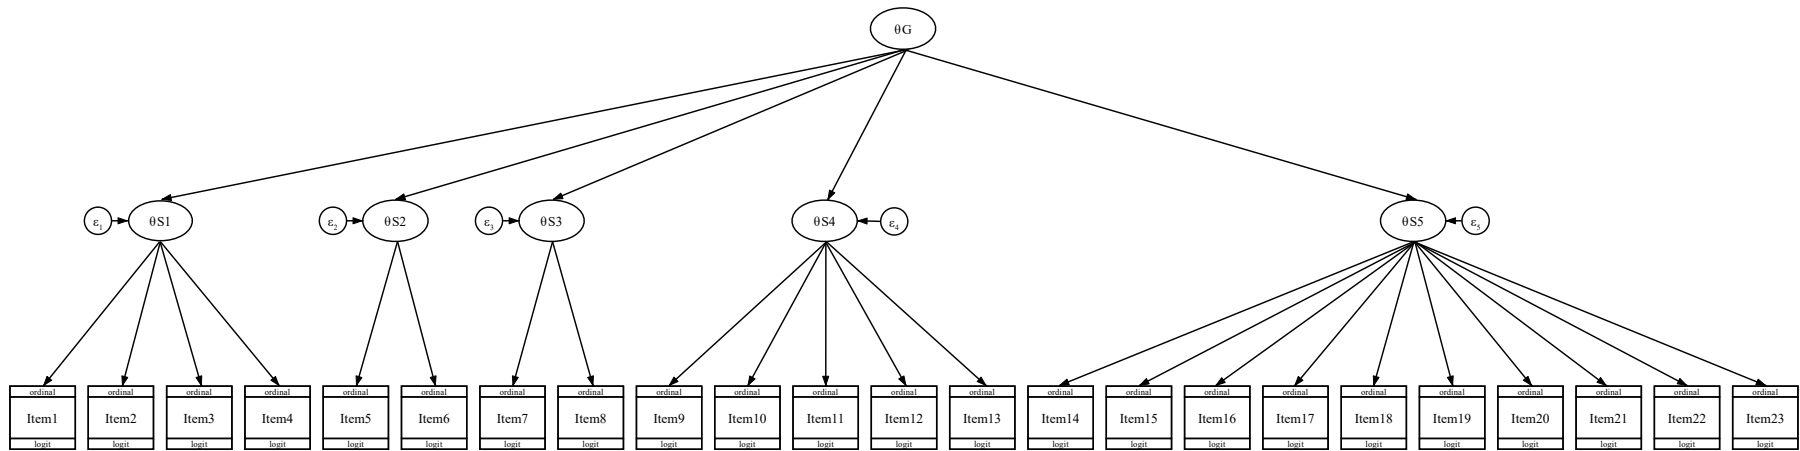 θG
ε1 θS1 ε2 θS2 ε3 θS3 θS4 ε4 θS5 ε5
ordinal ordinal ordinal ordinal ordinal ordinal ordinal ordinal ordinal ordinal ordinal ordinal ordinal ordinal ordinal ordinal ordinal ordinal ordinal ordinal ordinal ordinal ordinal
Item1 Item2 Item3 Item4 Item5 Item6 Item7 Item8 Item9 Item10 Item11 Item12 Item13 Item14 Item15 Item16 Item17 Item18 Item19 Item20 Item21 Item22 Item23
logit logit logit logit logit logit logit logit logit logit logit logit logit logit logit logit logit logit logit logit logit logit logit